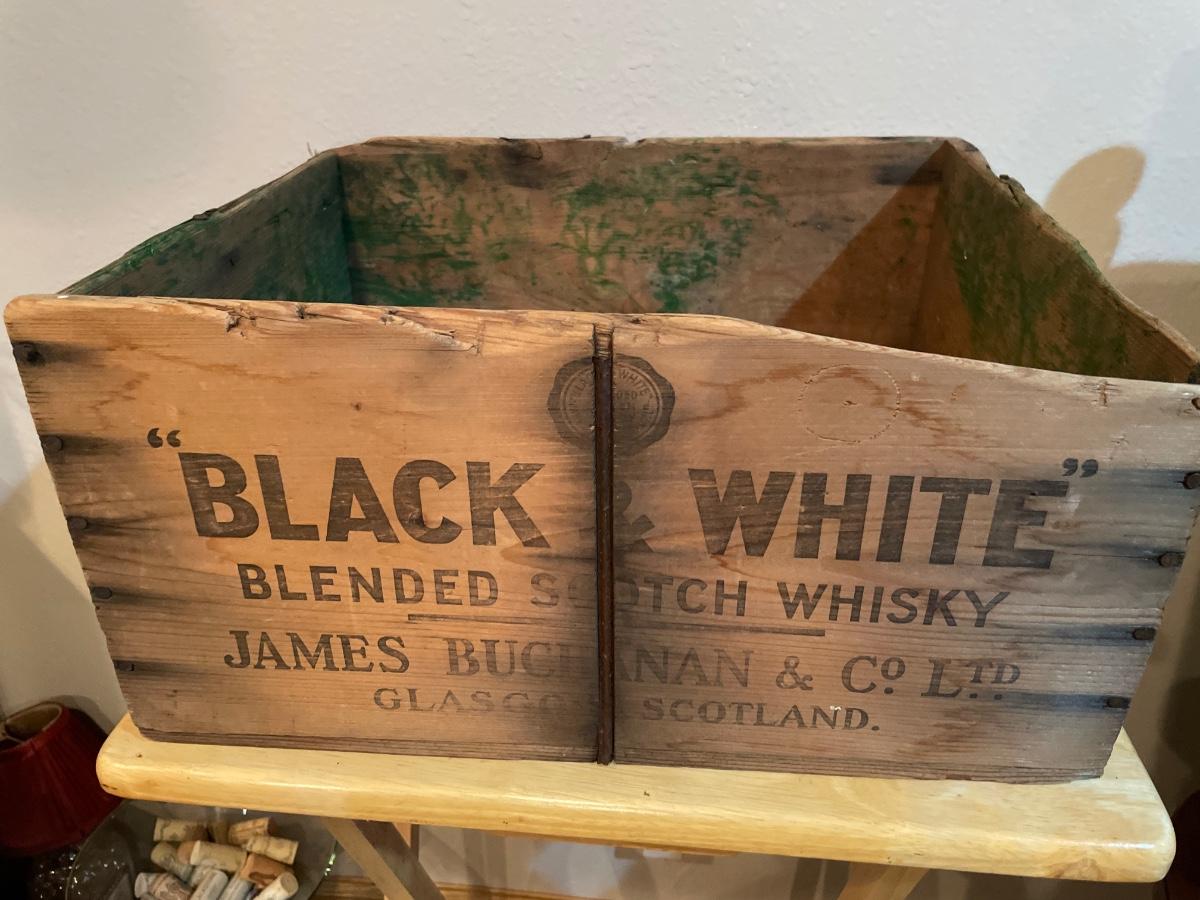 "BLACK & WHITE"
BLENDED SCOTCH WHISKY
JAMES BUCHANAN & Cº. LTD.
GLASGOW SCOTLAND.